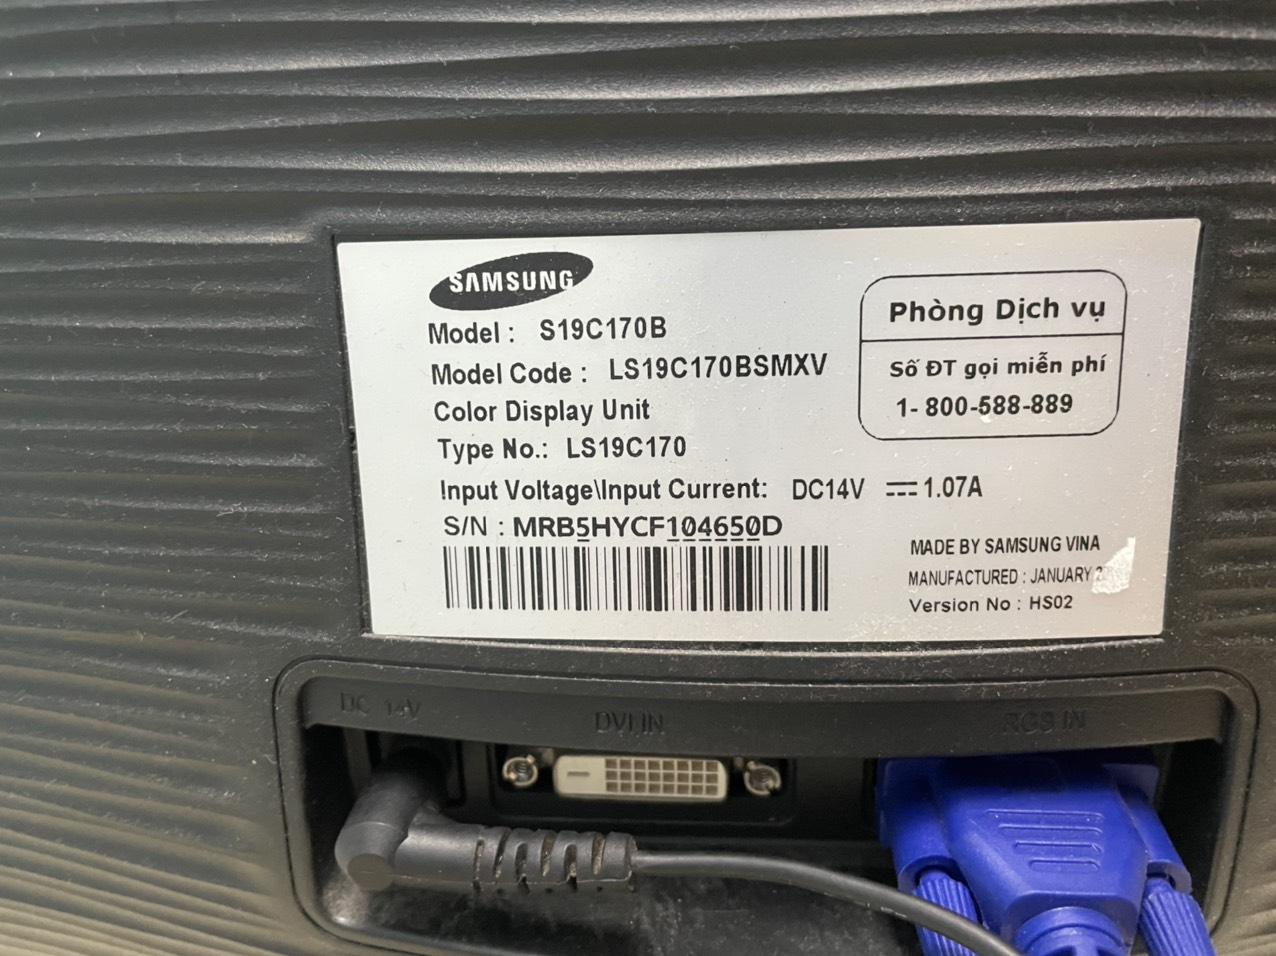 SAMSUNG
Model : S19C170B
Model Code : LS19C170BSMXV
Color Display Unit
Type No.: LS19C170
Input Voltage\Input Current: DC14V ⎓ 1.07A
S/N : MRB5HYCF104650D
Phòng Dịch vụ
Số ĐT gọi miễn phí
1- 800-588-889
MADE BY SAMSUNG VINA
MANUFACTURED : JANUARY
Version No : HS02
DC 14V
DVI IN
RGB IN